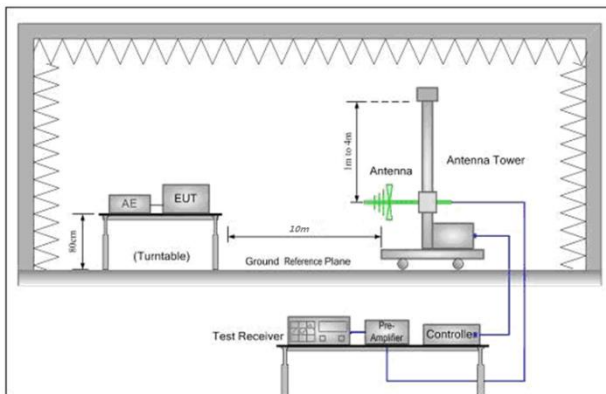 1m to 4m
Antenna
Antenna Tower
AE
EUT
80cm
(Turntable)
10m
Ground Reference Plane
Test Receiver
Pre-
Amplifier
Controller